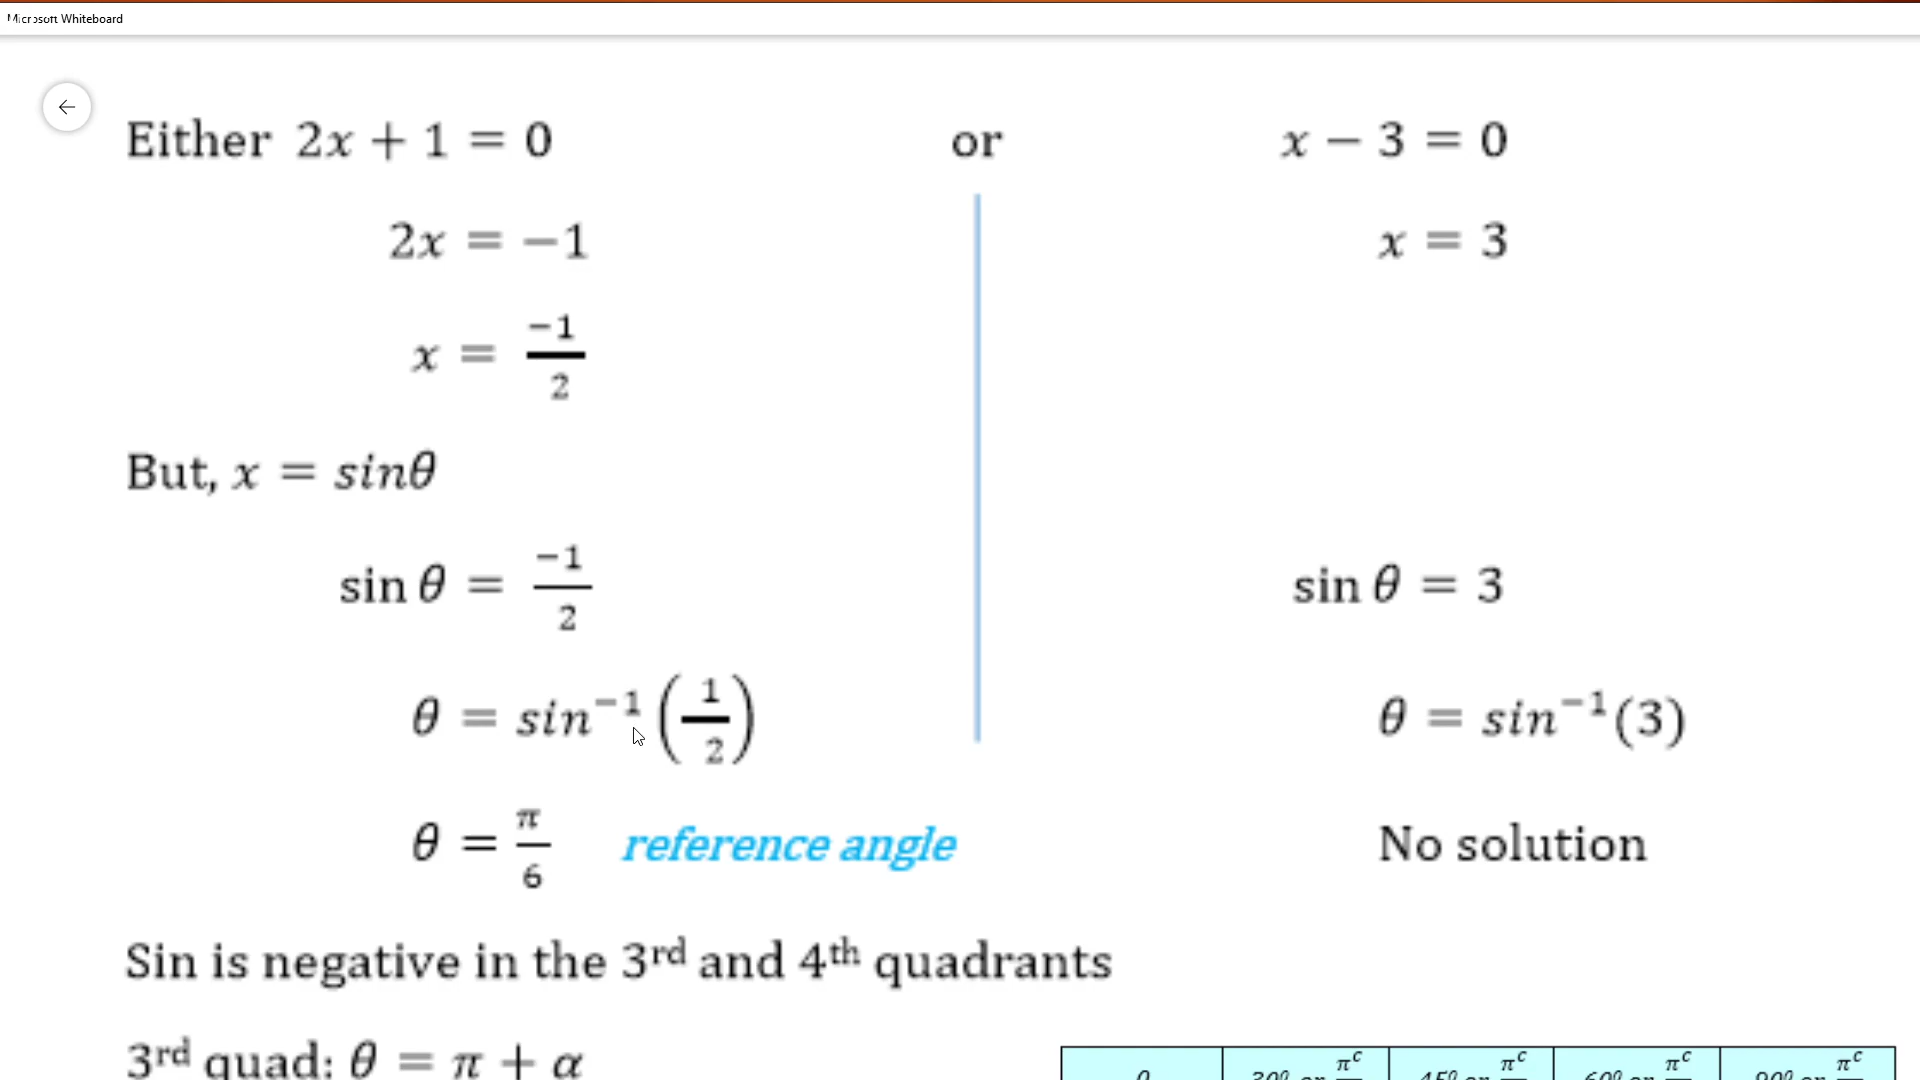 Microsoft Whiteboard
Either 2x + 1 = 0 or x − 3 = 0
2x = −1 x = 3
x = −1/2
But, x = sinθ
sin θ = −1/2 sin θ = 3
θ = sin⁻¹(1/2) θ = sin⁻¹(3)
θ = π/6 reference angle No solution
Sin is negative in the 3rd and 4th quadrants
3rd quad: θ = π + α